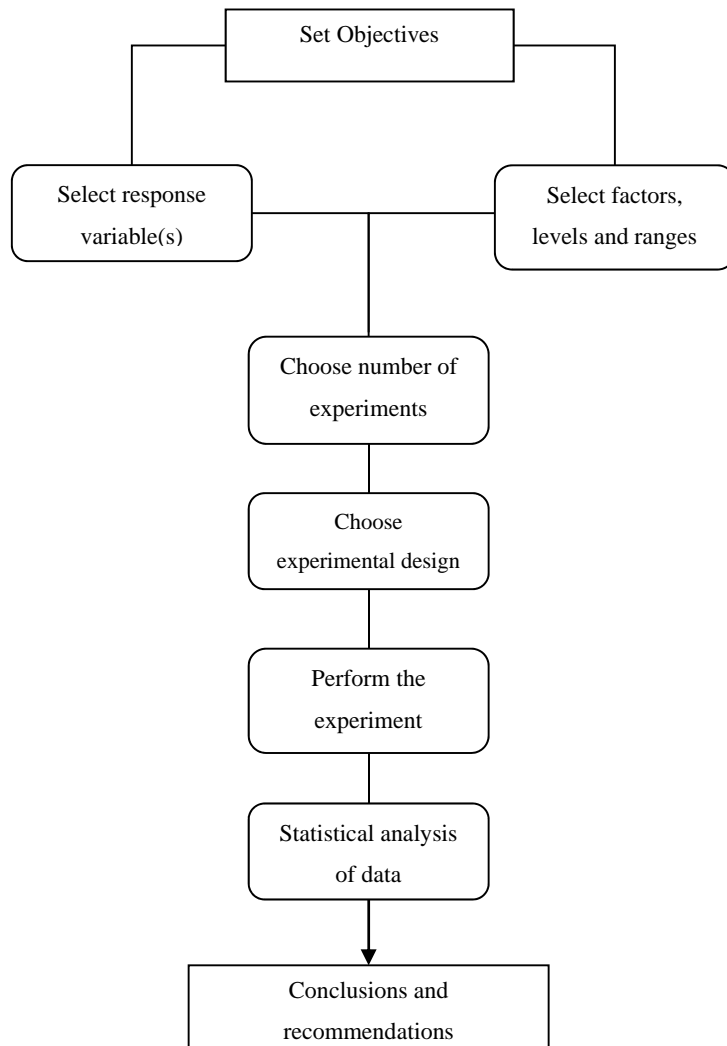 Set Objectives
Select response
variable(s)
Select factors,
levels and ranges
Choose number of
experiments
Choose
experimental design
Perform the
experiment
Statistical analysis
of data
Conclusions and
recommendations